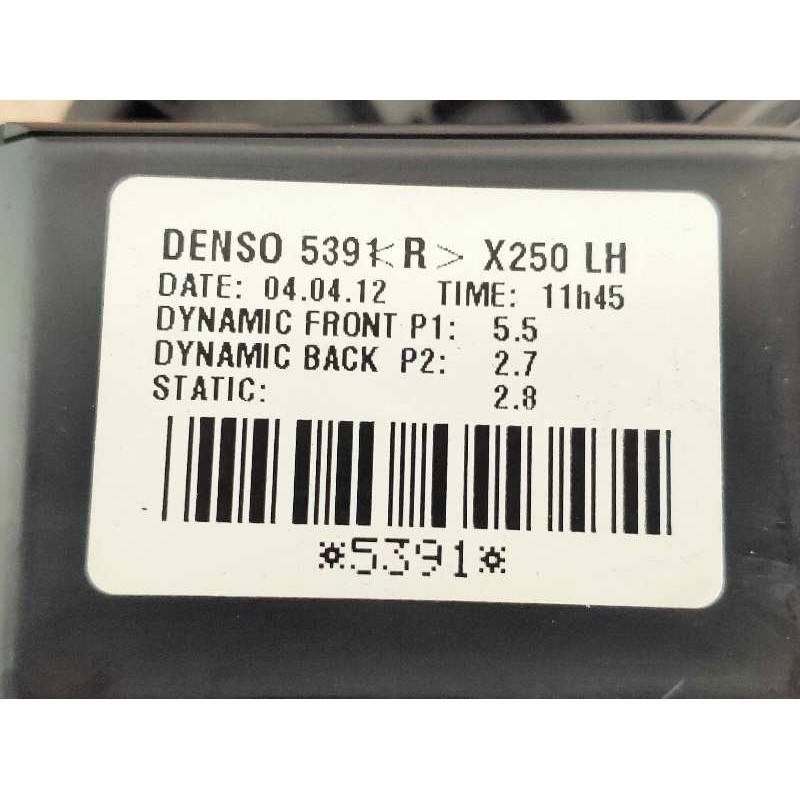 DENSO 5391<R> X250 LH
DATE: 04.04.12 TIME: 11h45
DYNAMIC FRONT P1: 5.5
DYNAMIC BACK P2: 2.7
STATIC: 2.8
*5391*